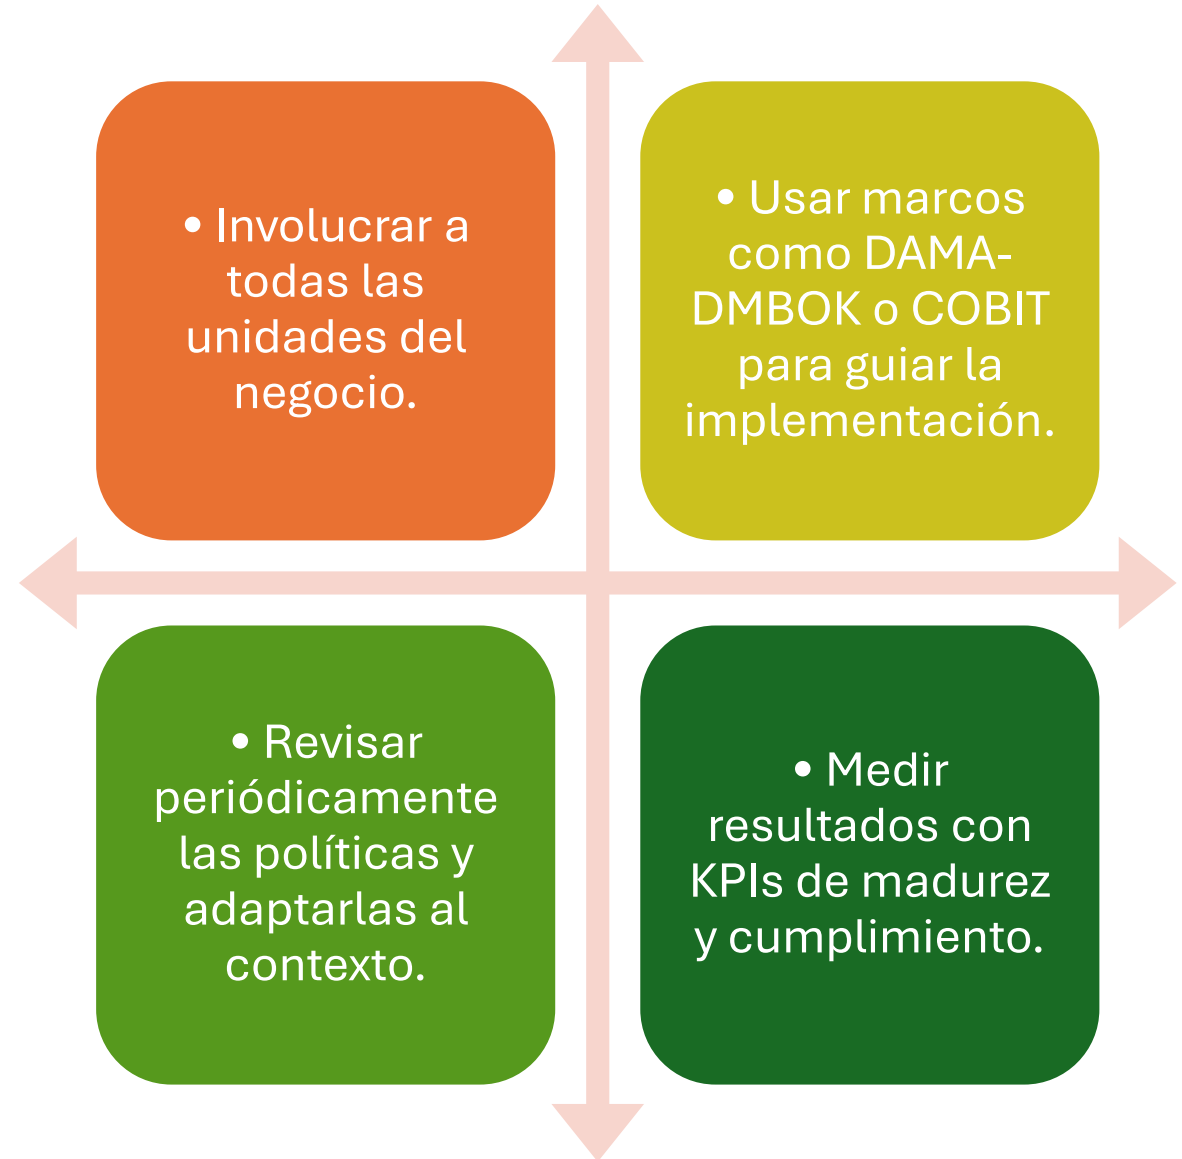 • Involucrar a
todas las
unidades del
negocio.
• Usar marcos
como DAMA-
DMBOK o COBIT
para guiar la
implementación.
• Revisar
periódicamente
las políticas y
adaptarlas al
contexto.
• Medir
resultados con
KPIs de madurez
y cumplimiento.